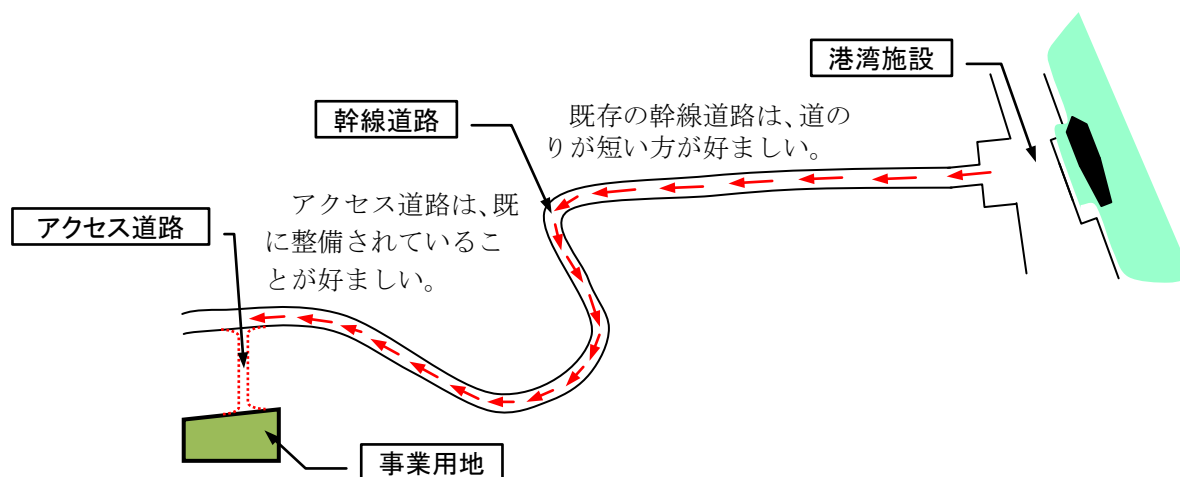 港湾施設
幹線道路
既存の幹線道路は、道の
りが短い方が好ましい。
アクセス道路
アクセス道路は、既
に整備されているこ
とが好ましい。
事業用地